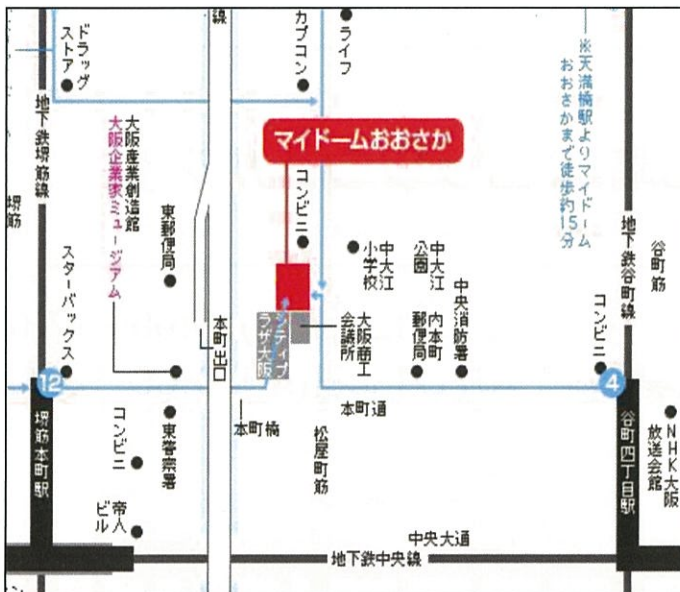 線
カプコン
ライフ
ドラッグ
ストア
※天満橋駅よりマイドーム
おおさかまで徒歩約15分
地下鉄堺筋線
堺筋
大阪産業創造館
大阪企業家ミュージアム
マイドームおおさか
コンビニ
東郵便局
中大江
小学校
中大江
公園
中央消防署
地下鉄谷町線
谷町筋
スターバックス
本町出口
シティプ
ラザ大阪
大阪商工
会議所
内本町
郵便局
コンビニ
12
4
本町橋
本町通
松屋町筋
堺筋本町駅
コンビニ
東警察署
帝人
ビル
谷町四丁目駅
NHK大阪
放送会館
中央大通
地下鉄中央線